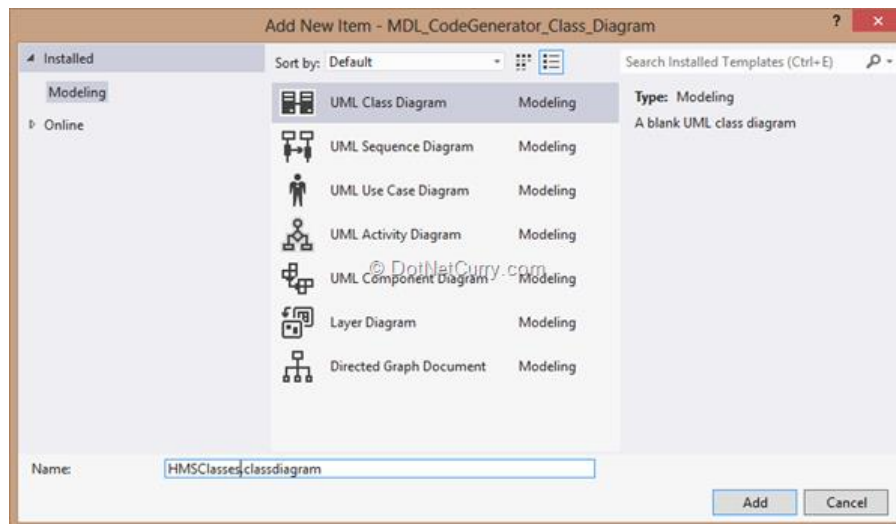 Add New Item - MDL_CodeGenerator_Class_Diagram ? ×
Installed
Modeling
Online
Sort by: Default
Search Installed Templates (Ctrl+E)
UML Class Diagram Modeling
UML Sequence Diagram Modeling
UML Use Case Diagram Modeling
UML Activity Diagram Modeling
UML Component Diagram Modeling
Layer Diagram Modeling
Directed Graph Document Modeling
© DotNetCurry.com
Type: Modeling
A blank UML class diagram
Name: HMSClasses.classdiagram
Add Cancel